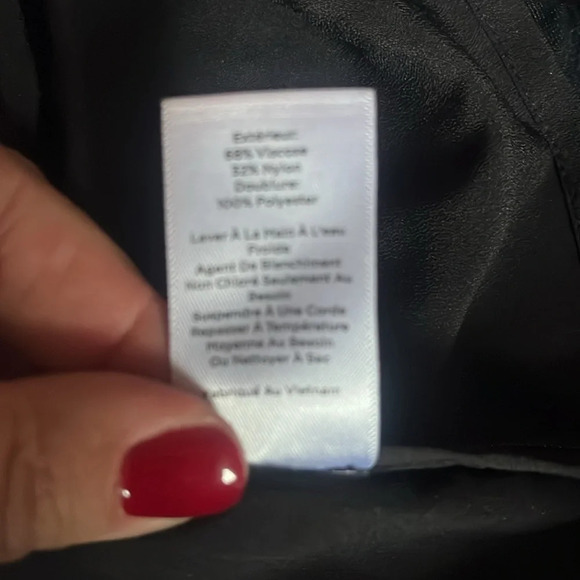 Extérieur:
68% Viscose
32% Nylon
Doublure:
100% Polyester
Laver À La Main À L'eau
Froide
Agent De Blanchiment
Non Chloré Seulement Au
Besoin
Suspendre À Une Corde
Repasser À Température
Moyenne Au Besoin
Ou Nettoyer À Sec
Fabriqué Au Vietnam